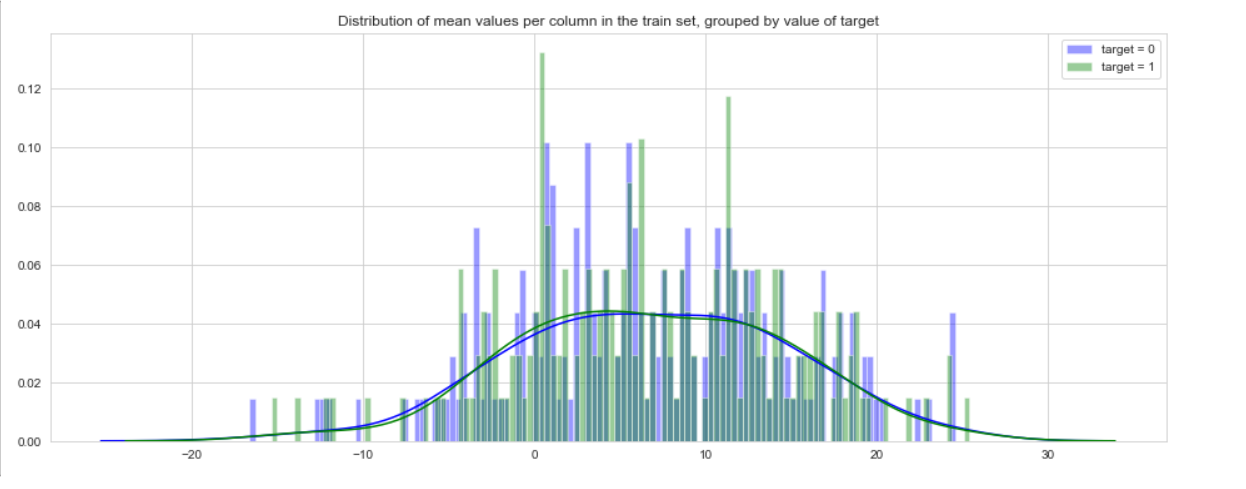 Distribution of mean values per column in the train set, grouped by value of target
target = 0
target = 1
0.12
0.10
0.08
0.06
0.04
0.02
0.00
−20 −10 0 10 20 30